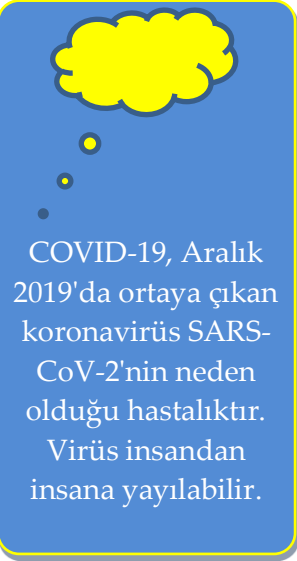 COVID-19, Aralık
2019'da ortaya çıkan
koronavirüs SARS-
CoV-2'nin neden
olduğu hastalıktır.
Virüs insandan
insana yayılabilir.